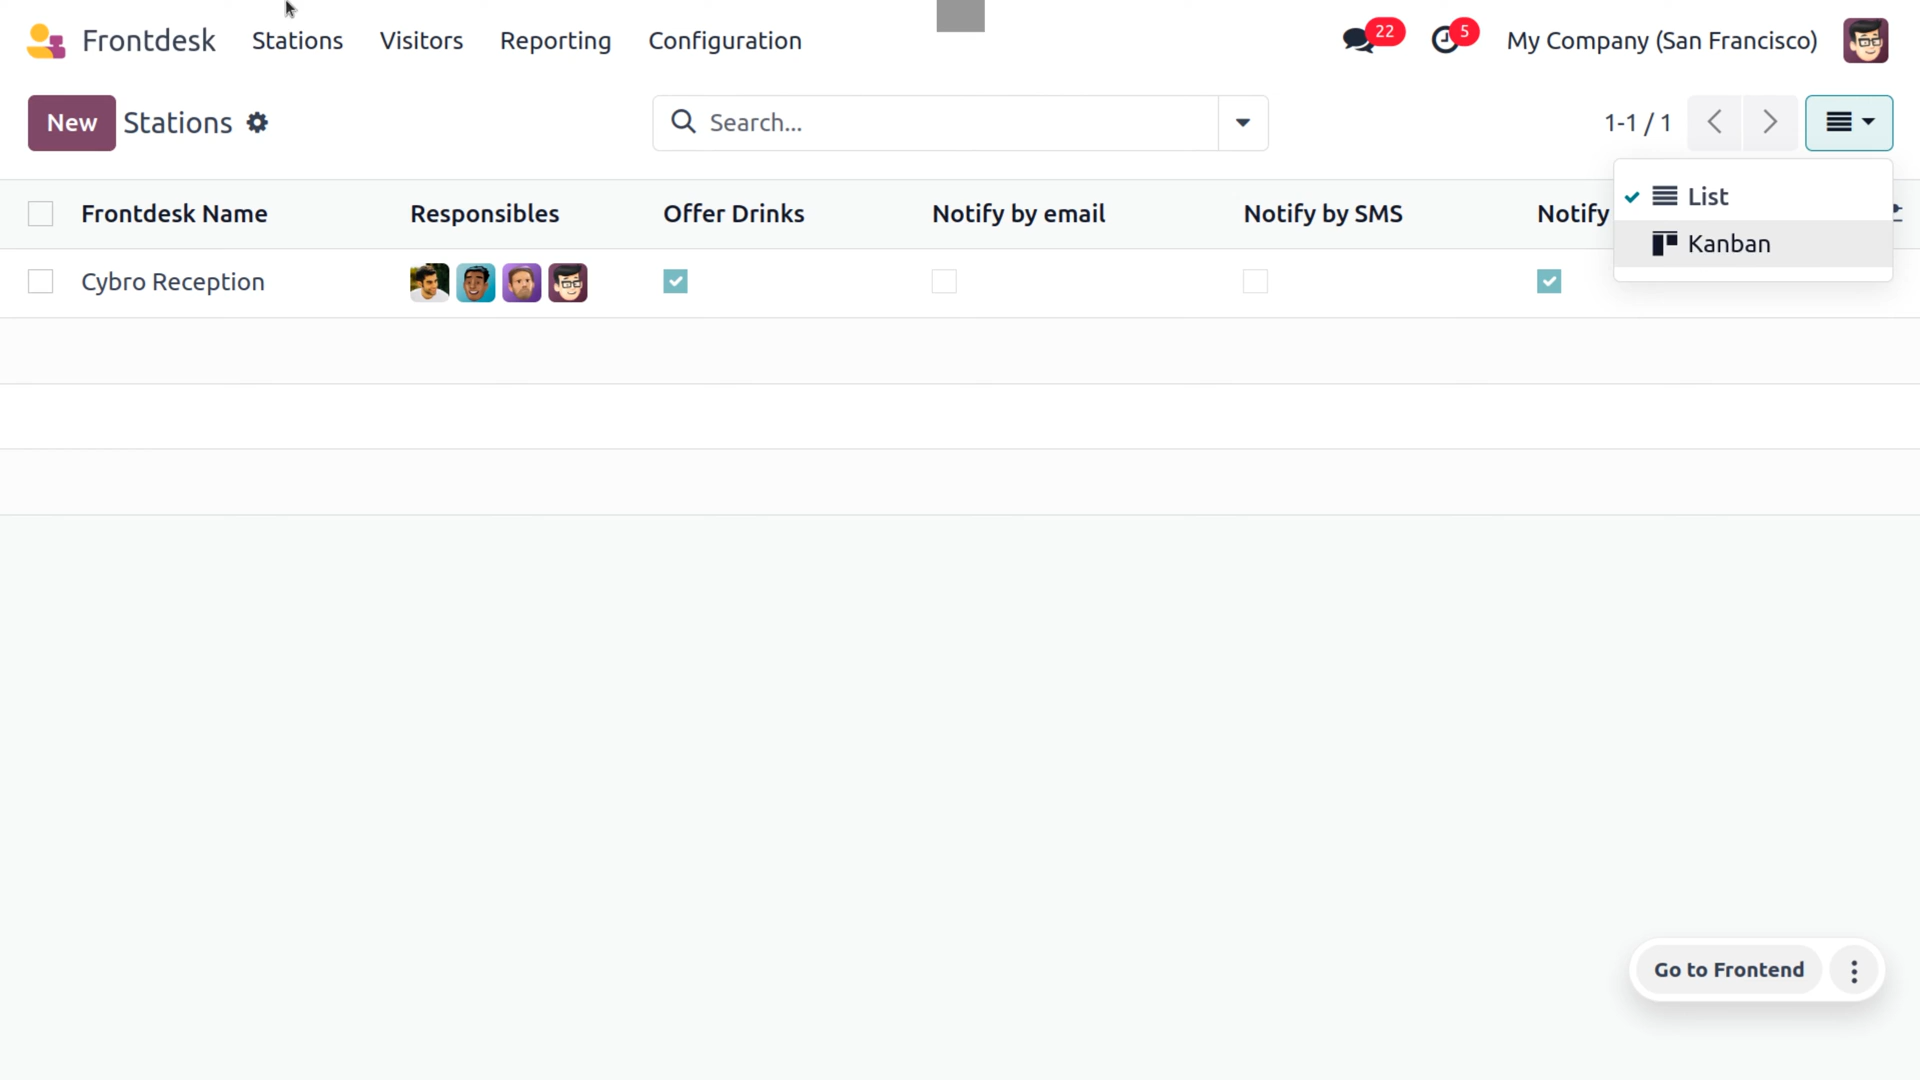 Frontdesk Stations Visitors Reporting Configuration 22 5 My Company (San Francisco)
New Stations Search... 1-1 / 1
List
Kanban
Frontdesk Name Responsibles Offer Drinks Notify by email Notify by SMS Notify
Cybro Reception
Go to Frontend